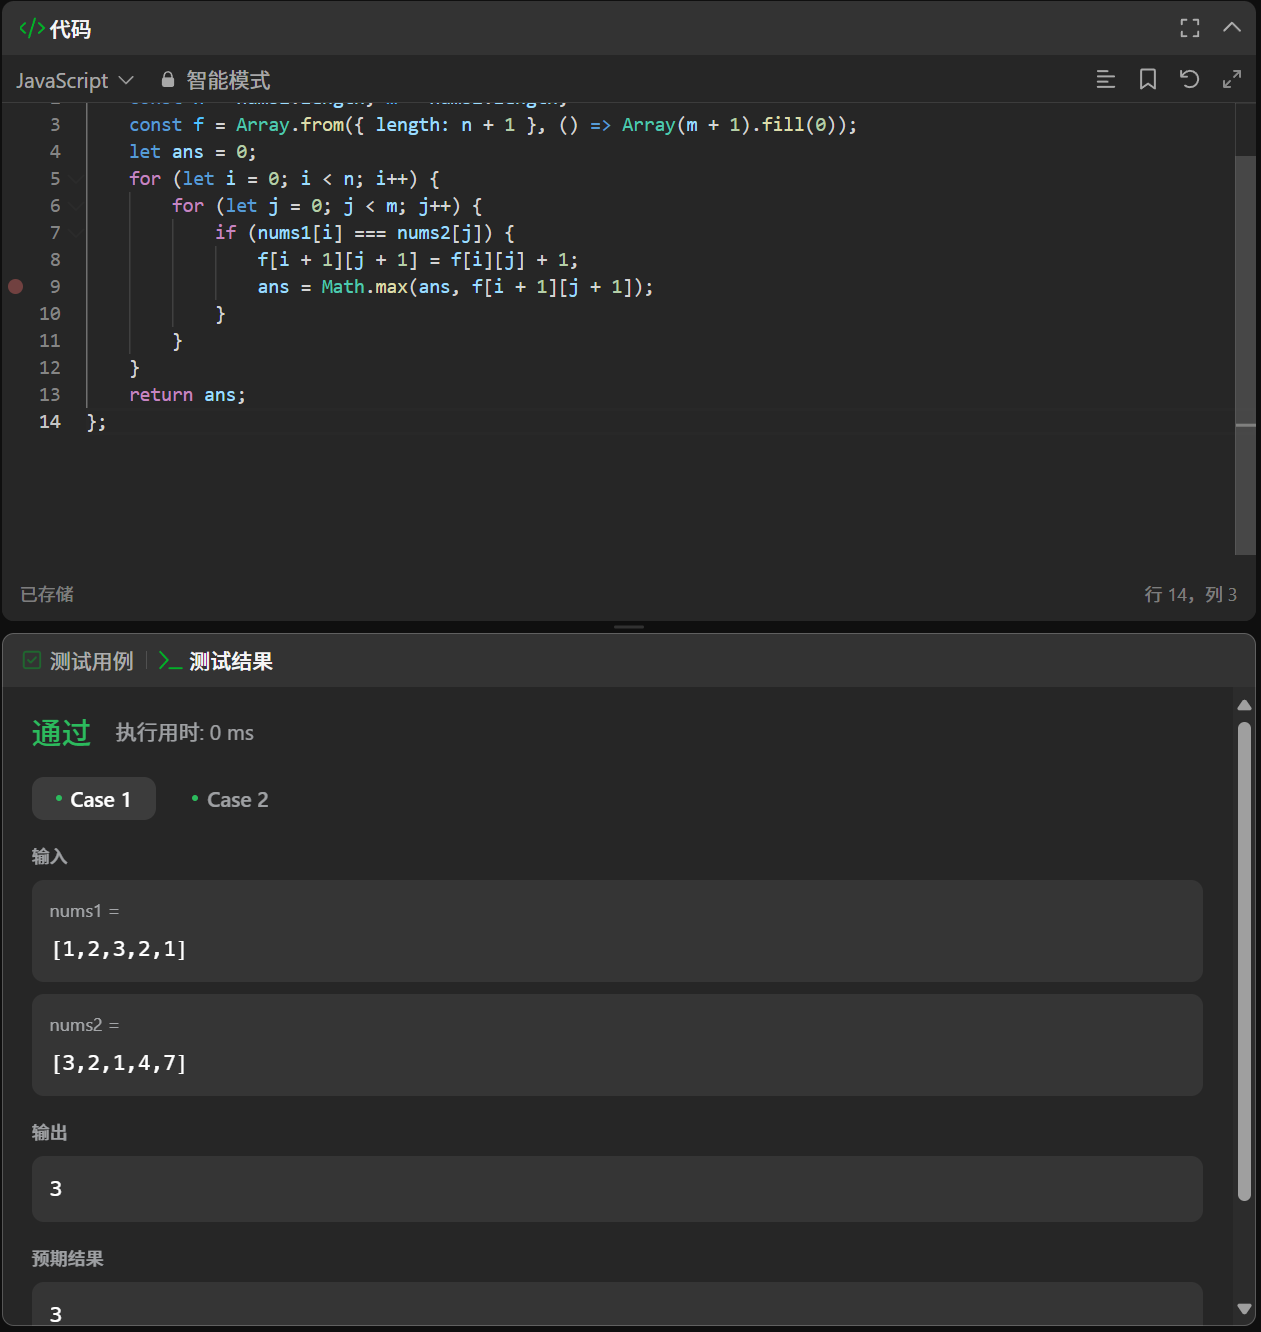 </> 代码
JavaScript 智能模式
3 const f = Array.from({ length: n + 1 }, () => Array(m + 1).fill(0));
4 let ans = 0;
5 for (let i = 0; i < n; i++) {
6 for (let j = 0; j < m; j++) {
7 if (nums1[i] === nums2[j]) {
8 f[i + 1][j + 1] = f[i][j] + 1;
9 ans = Math.max(ans, f[i + 1][j + 1]);
10 }
11 }
12 }
13 return ans;
14 };
已存储 行 14，列 3
测试用例 >_ 测试结果
通过 执行用时: 0 ms
Case 1 Case 2
输入
nums1 =
[1,2,3,2,1]
nums2 =
[3,2,1,4,7]
输出
3
预期结果
3